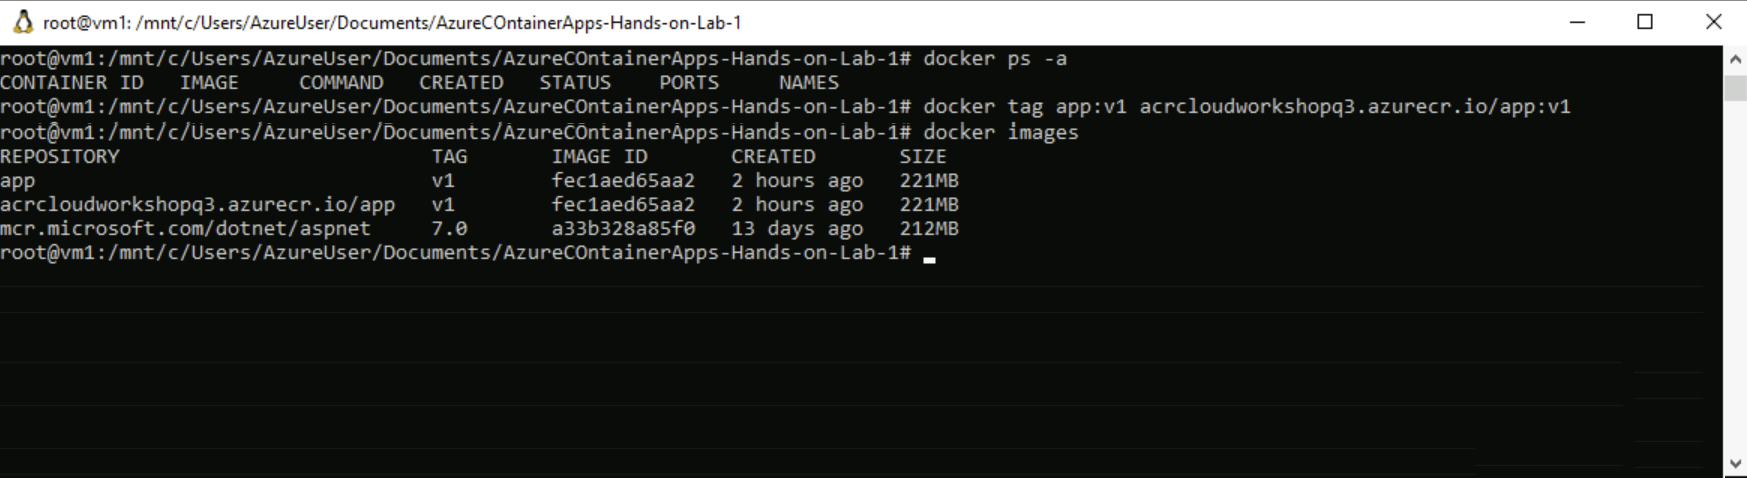 root@vm1: /mnt/c/Users/AzureUser/Documents/AzureCOntainerApps-Hands-on-Lab-1
root@vm1:/mnt/c/Users/AzureUser/Documents/AzureCOntainerApps-Hands-on-Lab-1# docker ps -a
CONTAINER ID   IMAGE     COMMAND   CREATED   STATUS    PORTS     NAMES
root@vm1:/mnt/c/Users/AzureUser/Documents/AzureCOntainerApps-Hands-on-Lab-1# docker tag app:v1 acrcloudworkshopq3.azurecr.io/app:v1
root@vm1:/mnt/c/Users/AzureUser/Documents/AzureCOntainerApps-Hands-on-Lab-1# docker images
REPOSITORY                          TAG       IMAGE ID       CREATED       SIZE
app                                 v1        fec1aed65aa2   2 hours ago   221MB
acrcloudworkshopq3.azurecr.io/app   v1        fec1aed65aa2   2 hours ago   221MB
mcr.microsoft.com/dotnet/aspnet     7.0       a33b328a85f0   13 days ago   212MB
root@vm1:/mnt/c/Users/AzureUser/Documents/AzureCOntainerApps-Hands-on-Lab-1#